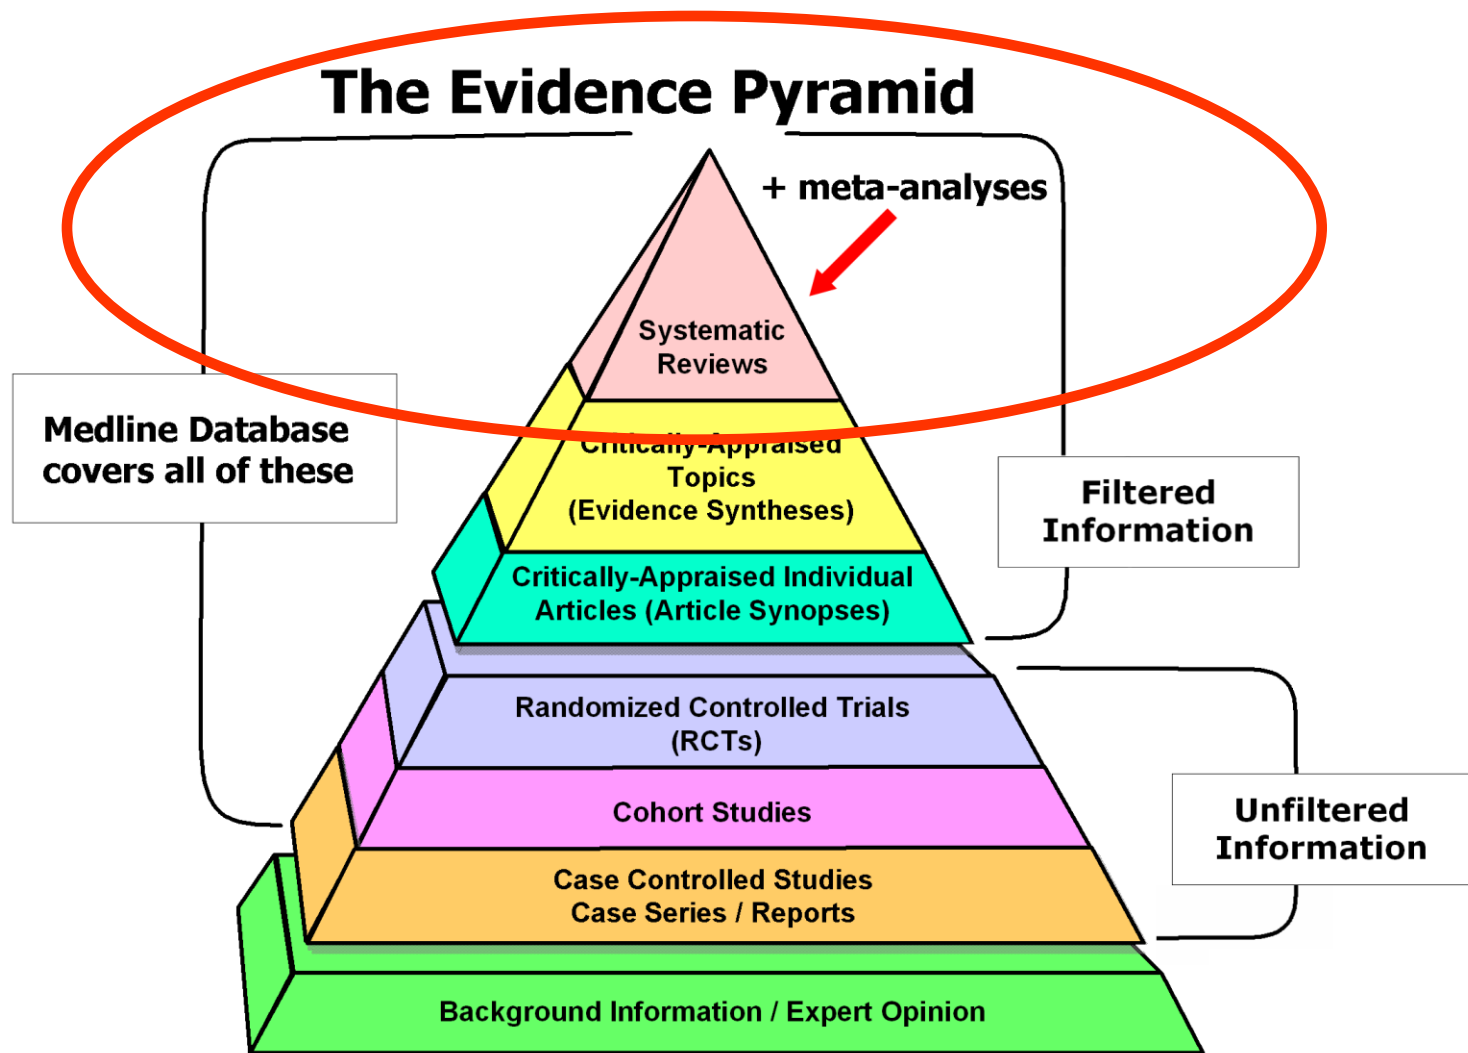 The Evidence Pyramid
+ meta-analyses
Systematic
Reviews
Medline Database
covers all of these
Critically-Appraised
Topics
(Evidence Syntheses)
Filtered
Information
Critically-Appraised Individual
Articles (Article Synopses)
Randomized Controlled Trials
(RCTs)
Cohort Studies
Unfiltered
Information
Case Controlled Studies
Case Series / Reports
Background Information / Expert Opinion